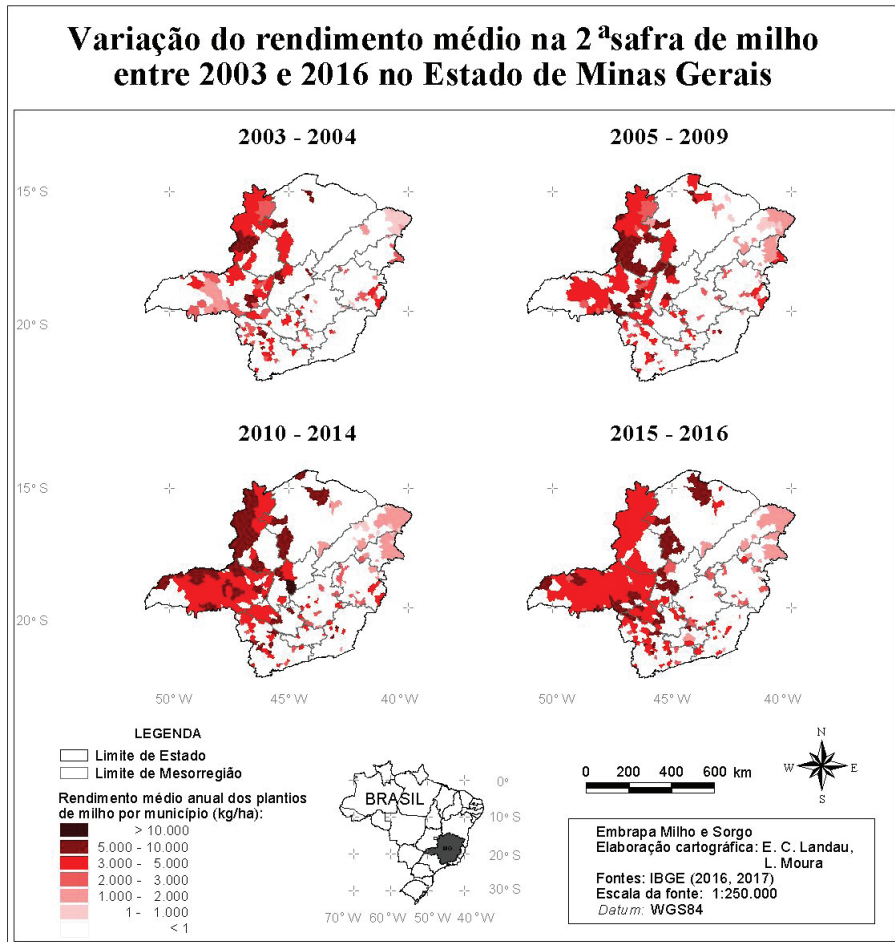 Variação do rendimento médio na 2ª safra de milho
entre 2003 e 2016 no Estado de Minas Gerais
2003 - 2004
2005 - 2009
15° S
20° S
2010 - 2014
2015 - 2016
15° S
20° S
50° W
45° W
40° W
50° W
45° W
40° W
LEGENDA
Limite de Estado
Limite de Mesorregião
Rendimento médio anual dos plantios
de milho por município (kg/ha):
> 10.000
5.000 - 10.000
3.000 - 5.000
2.000 - 3.000
1.000 - 2.000
1 - 1.000
< 1
BRASIL
MG
0°
10° S
20° S
30° S
70° W
60° W
50° W
40° W
0 200 400 600 km
N
W
E
S
Embrapa Milho e Sorgo
Elaboração cartográfica: E. C. Landau,
L. Moura
Fontes: IBGE (2016, 2017)
Escala da fonte: 1:250.000
Datum: WGS84